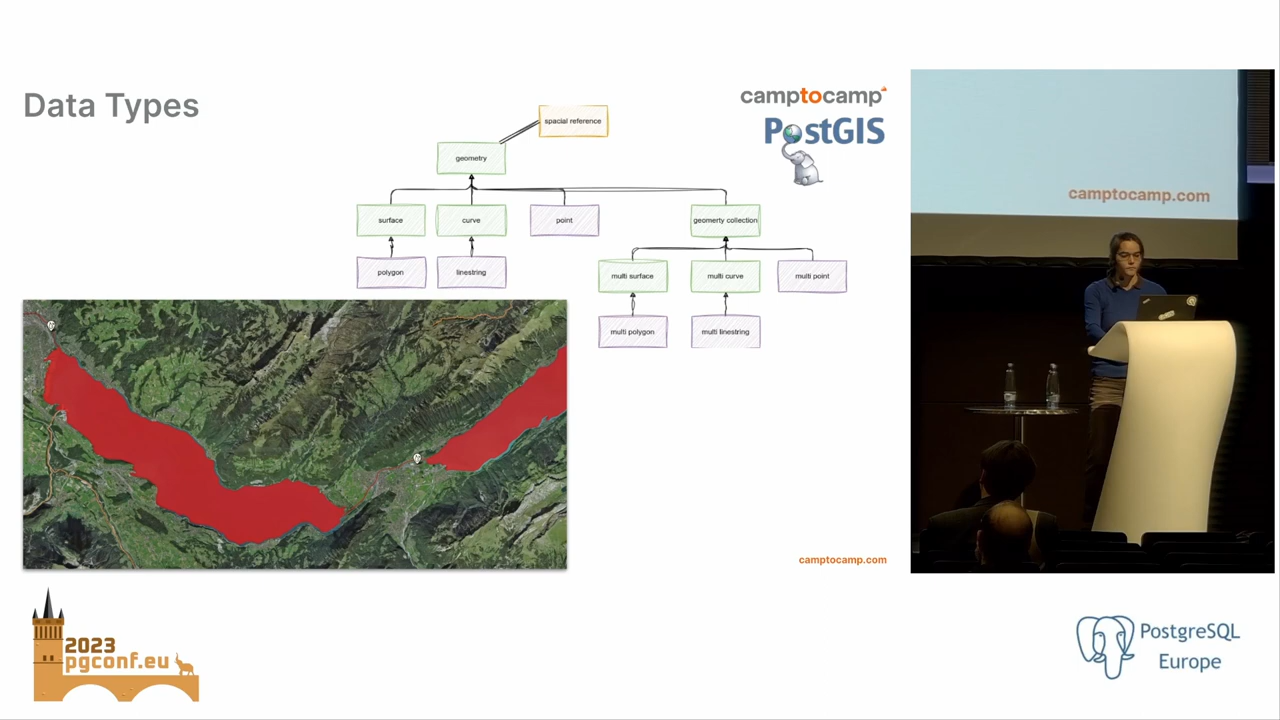 Data Types
camptocamp
PostGIS
spacial reference
geometry
surface
curve
point
geomerty collection
polygon
linestring
multi surface
multi curve
multi point
multi polygon
multi linestring
camptocamp.com
camptocamp.com
2023
pgconf.eu
PostgreSQL
Europe